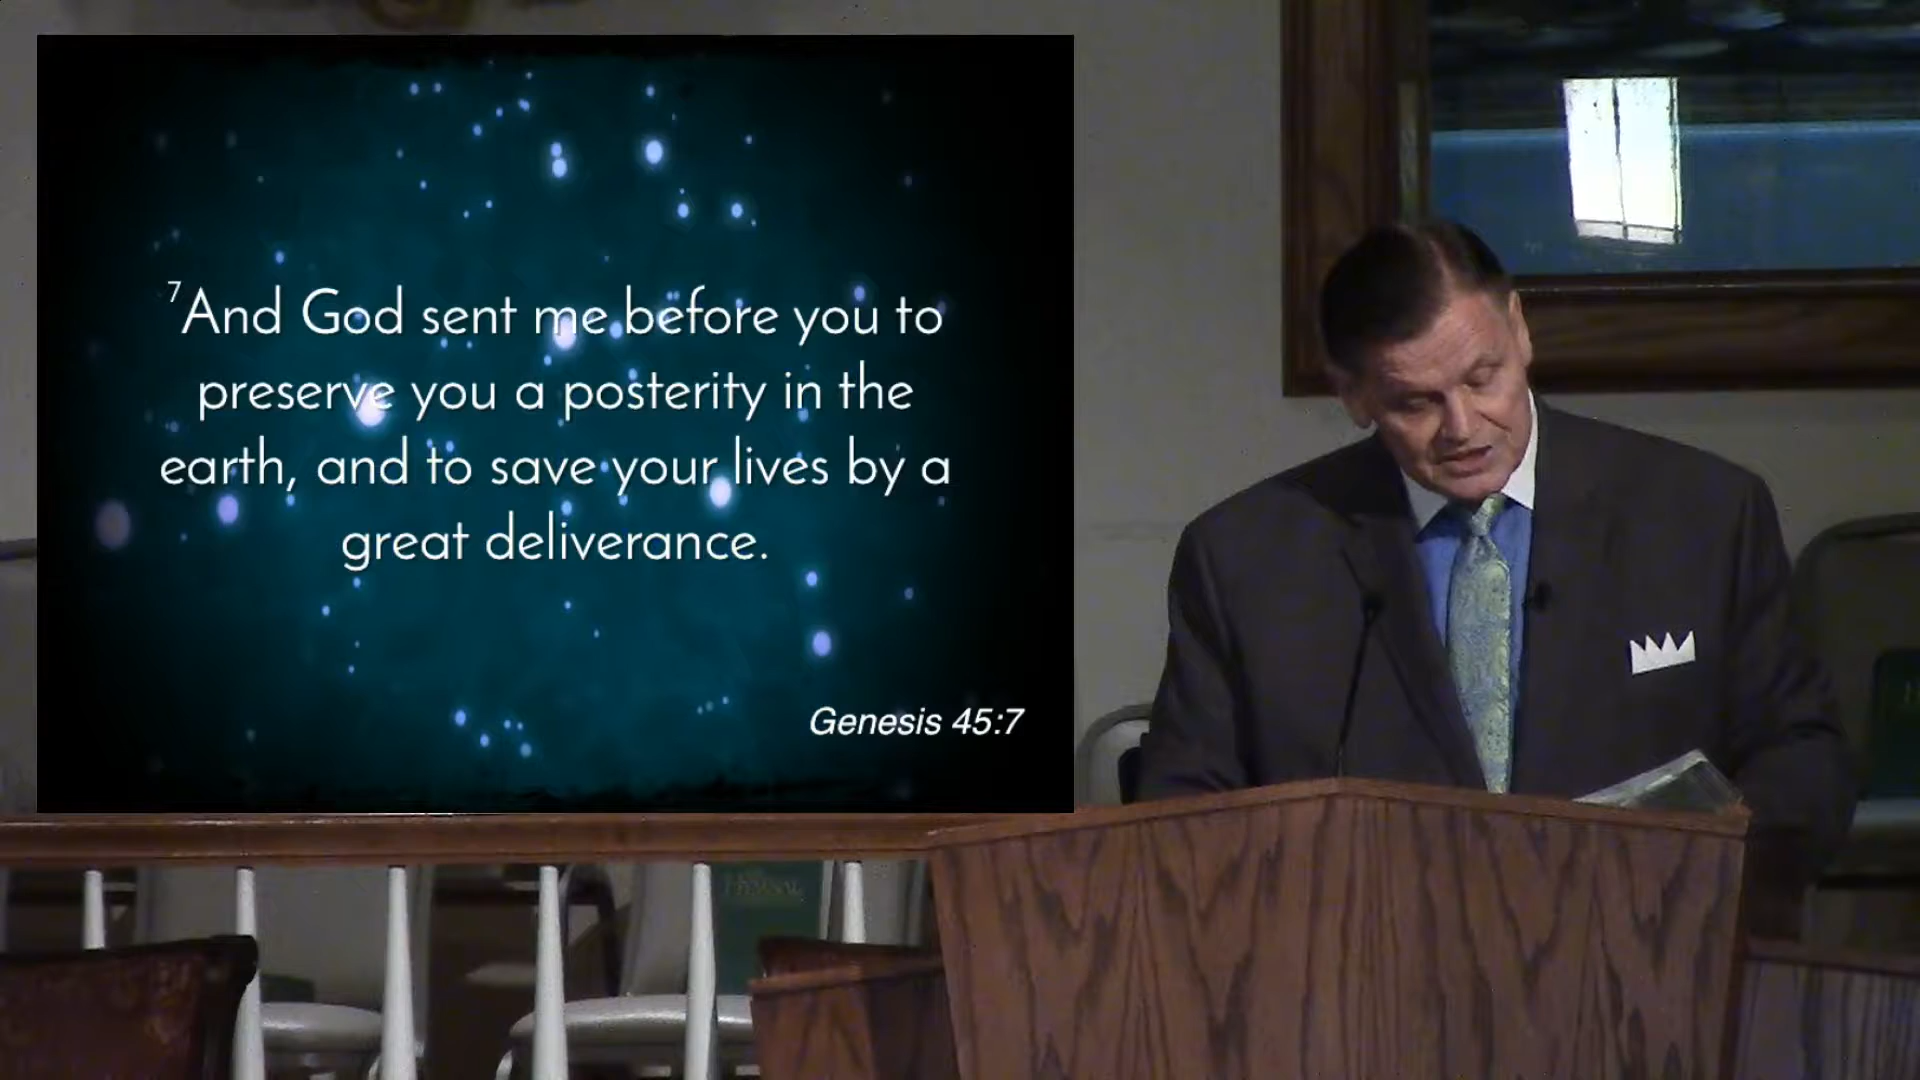 ⁷And God sent me before you to
preserve you a posterity in the
earth, and to save your lives by a
great deliverance.
Genesis 45:7
HYMNAL